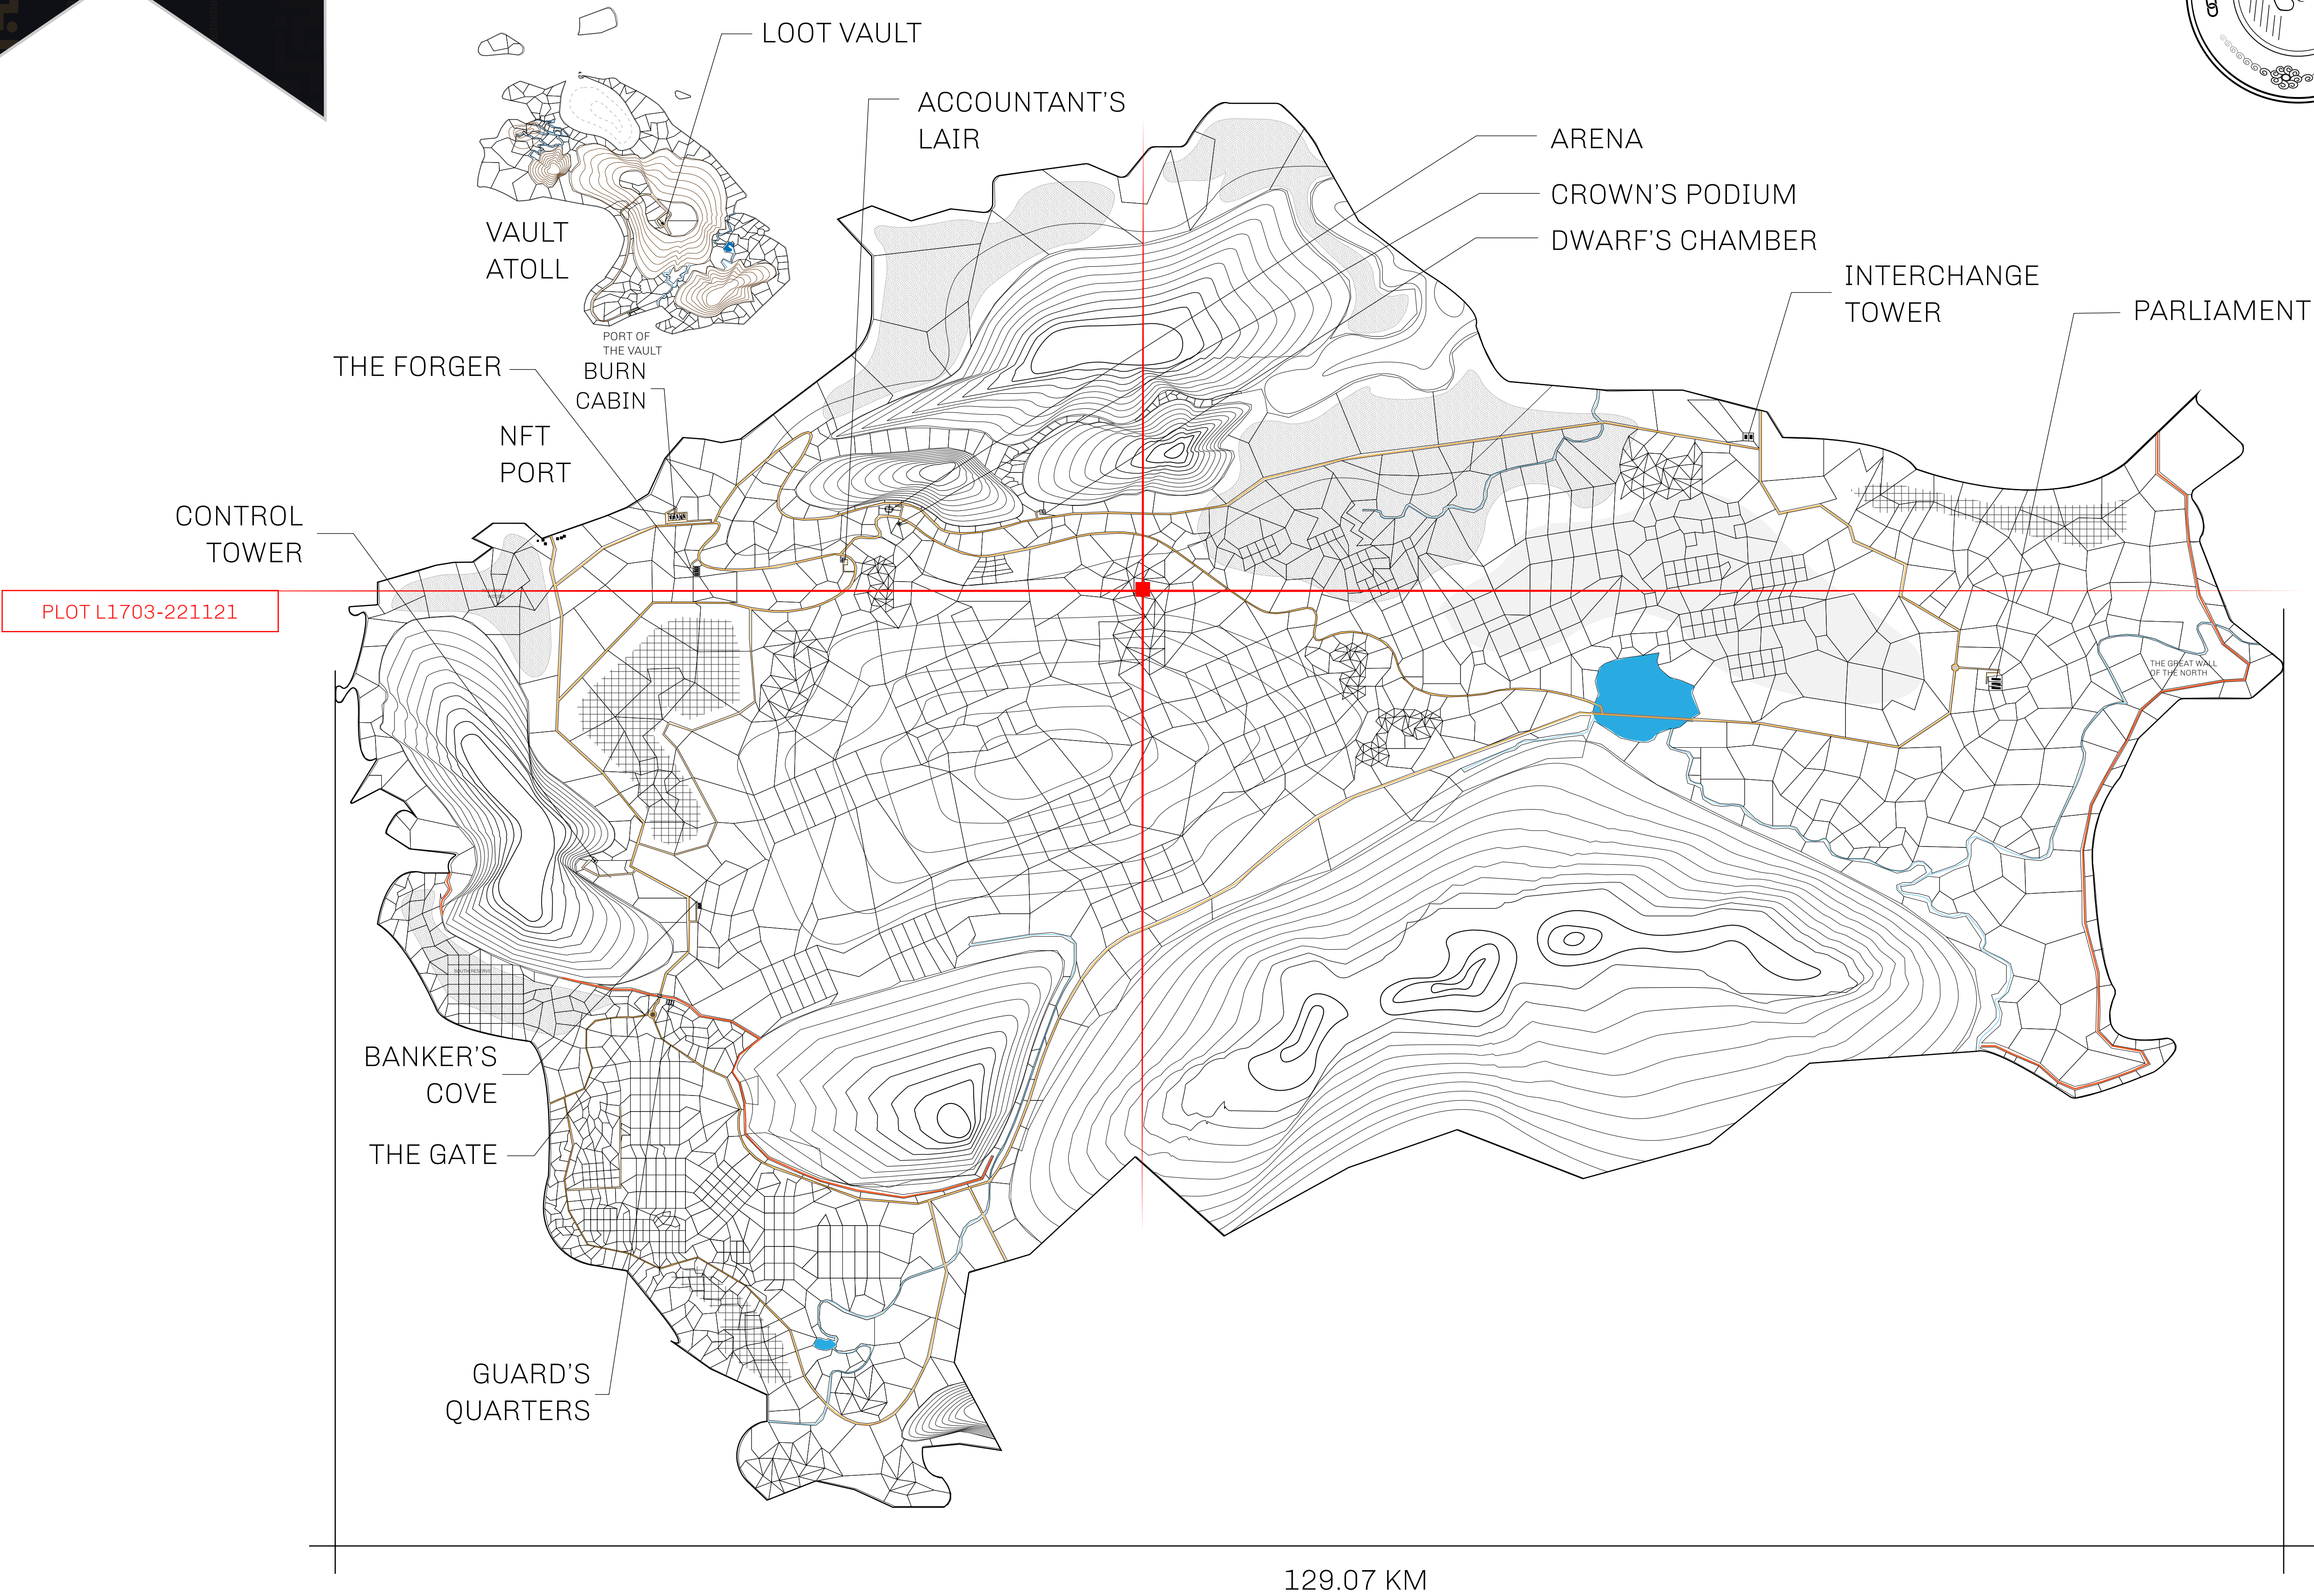 LOOT VAULT
ACCOUNTANT'S
LAIR
ARENA
CROWN'S PODIUM
DWARF'S CHAMBER
VAULT
ATOLL
INTERCHANGE
TOWER
PARLIAMENT
PORT OF
THE VAULT
THE FORGER
BURN
CABIN
NFT
PORT
CONTROL
TOWER
PLOT L1703-221121
THE GREAT WALL
OF THE NORTH
SOUTH RESERVE
BANKER'S
COVE
THE GATE
GUARD'S
QUARTERS
129.07 KM